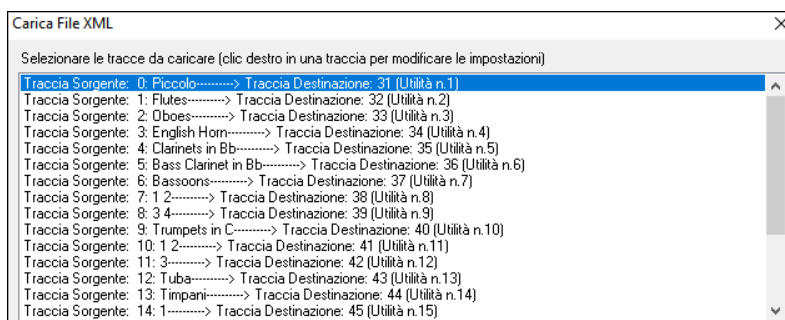 Carica File XML
Selezionare le tracce da caricare (clic destro in una traccia per modificare le impostazioni)
Traccia Sorgente:  0: Piccolo---------> Traccia Destinazione: 31 (Utilità n.1)
Traccia Sorgente:  1: Flutes---------> Traccia Destinazione: 32 (Utilità n.2)
Traccia Sorgente:  2: Oboes---------> Traccia Destinazione: 33 (Utilità n.3)
Traccia Sorgente:  3: English Horn---------> Traccia Destinazione: 34 (Utilità n.4)
Traccia Sorgente:  4: Clarinets in Bb---------> Traccia Destinazione: 35 (Utilità n.5)
Traccia Sorgente:  5: Bass Clarinet in Bb---------> Traccia Destinazione: 36 (Utilità n.6)
Traccia Sorgente:  6: Bassoons---------> Traccia Destinazione: 37 (Utilità n.7)
Traccia Sorgente:  7: 1 2---------> Traccia Destinazione: 38 (Utilità n.8)
Traccia Sorgente:  8: 3 4---------> Traccia Destinazione: 39 (Utilità n.9)
Traccia Sorgente:  9: Trumpets in C---------> Traccia Destinazione: 40 (Utilità n.10)
Traccia Sorgente:  10: 1 2---------> Traccia Destinazione: 41 (Utilità n.11)
Traccia Sorgente:  11: 3---------> Traccia Destinazione: 42 (Utilità n.12)
Traccia Sorgente:  12: Tuba---------> Traccia Destinazione: 43 (Utilità n.13)
Traccia Sorgente:  13: Timpani---------> Traccia Destinazione: 44 (Utilità n.14)
Traccia Sorgente:  14: 1---------> Traccia Destinazione: 45 (Utilità n.15)